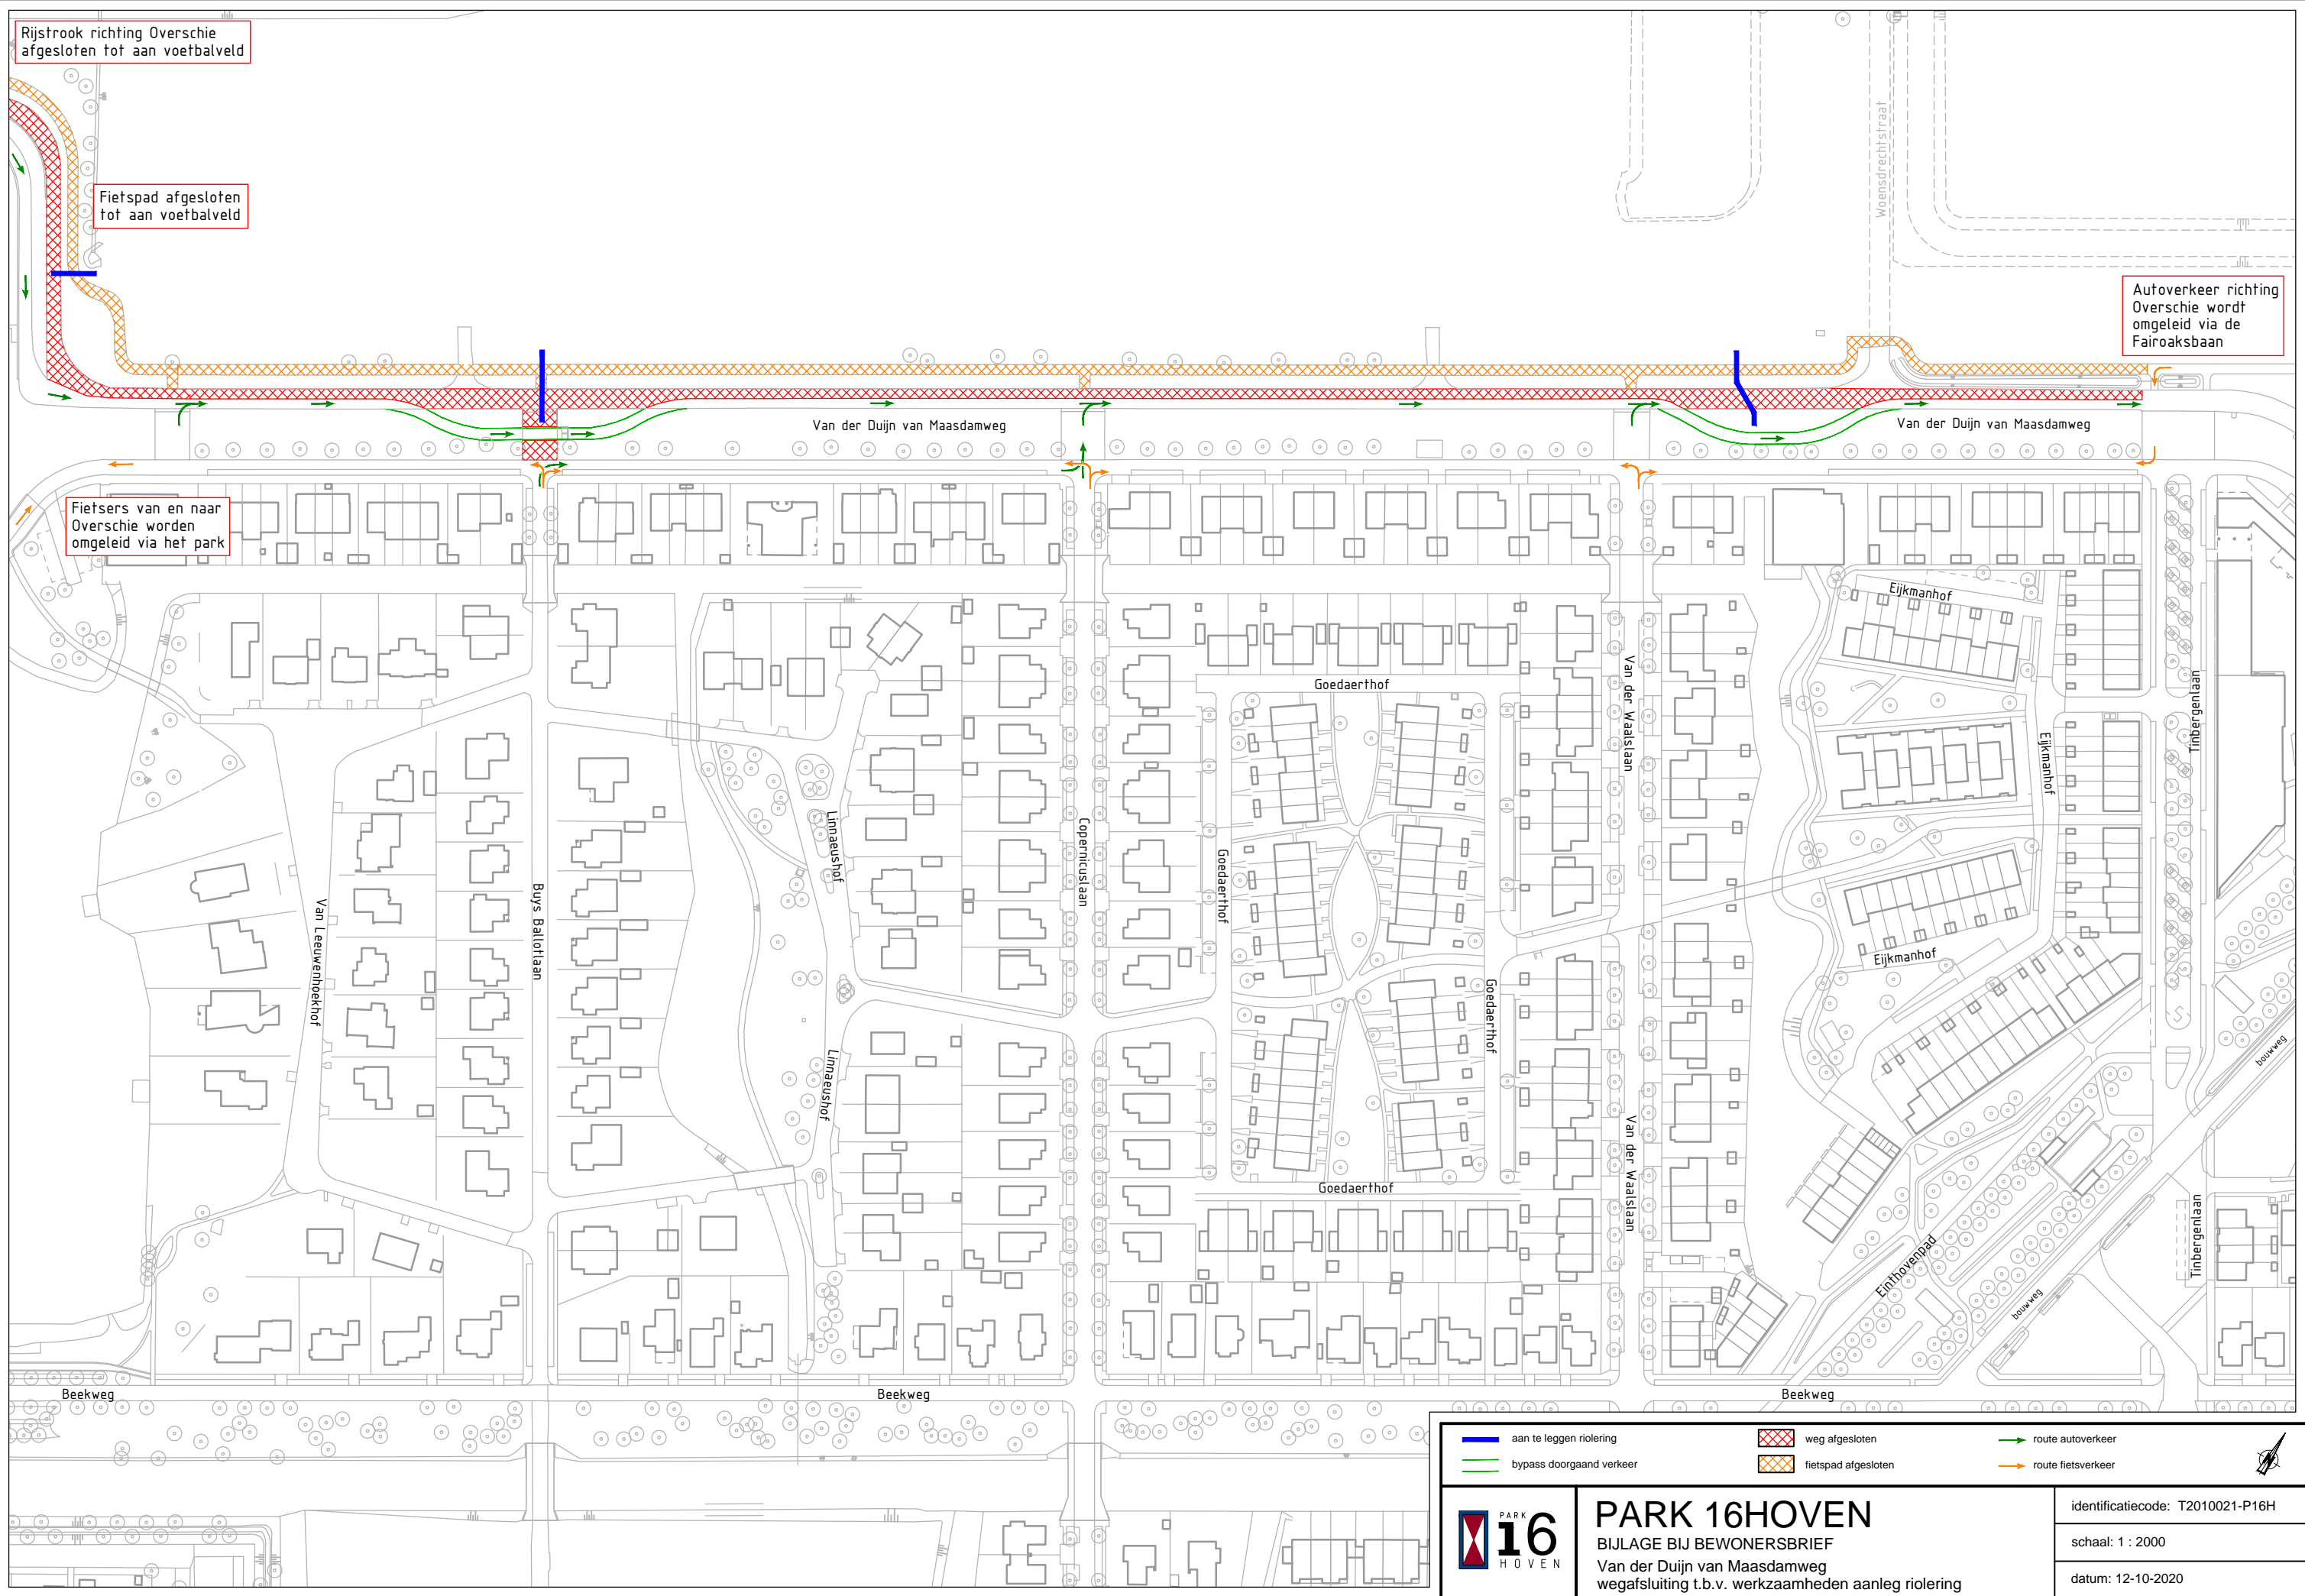 Rijstrook richting Overschie
afgesloten tot aan voetbalveld
Fietspad afgesloten
tot aan voetbalveld
Woensdrechtstraat
Autoverkeer richting
Overschie wordt
omgeleid via de
Fairoaksbaan
Van der Duijn van Maasdamweg
Van der Duijn van Maasdamweg
Fietsers van en naar
Overschie worden
omgeleid via het park
Eijkmanhof
Goedaerthof
Van der Waalslaan
Tinbergenlaan
Eijkmanhof
Linnaeushof
Copernicuslaan
Goedaerthof
Buys Ballotlaan
Van Leeuwenhoekhof
Eijkmanhof
Goedaerthof
Linnaeushof
bouwweg
Van der Waalslaan
Goedaerthof
Tinbergenlaan
Einthovenpad
bouwweg
Beekweg
Beekweg
Beekweg
aan te leggen riolering
weg afgesloten
route autoverkeer
bypass doorgaand verkeer
fietspad afgesloten
route fietsverkeer
PARK
16
HOVEN
PARK 16HOVEN
BIJLAGE BIJ BEWONERSBRIEF
Van der Duijn van Maasdamweg
wegafsluiting t.b.v. werkzaamheden aanleg riolering
identificatiecode: T2010021-P16H
schaal: 1 : 2000
datum: 12-10-2020